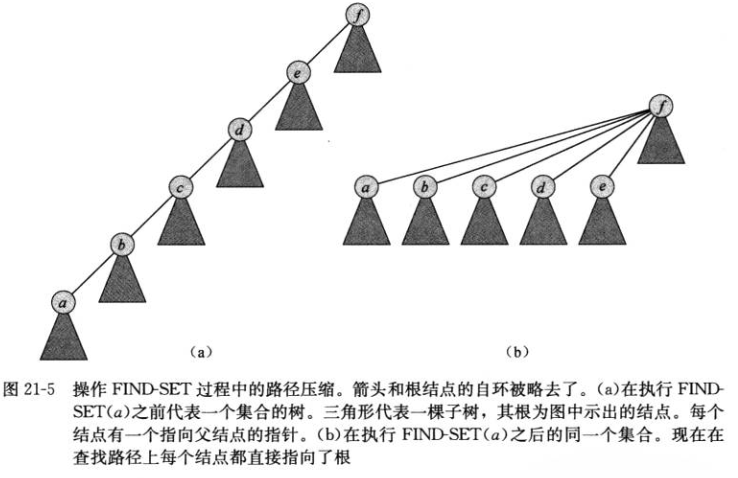 f
e
d
c
b
a
(a)
f
a b c d e
(b)
图 21-5 操作 FIND-SET 过程中的路径压缩。箭头和根结点的自环被略去了。(a)在执行 FIND-
SET(a)之前代表一个集合的树。三角形代表一棵子树，其根为图中示出的结点。每个
结点有一个指向父结点的指针。(b)在执行 FIND-SET(a)之后的同一个集合。现在在
查找路径上每个结点都直接指向了根